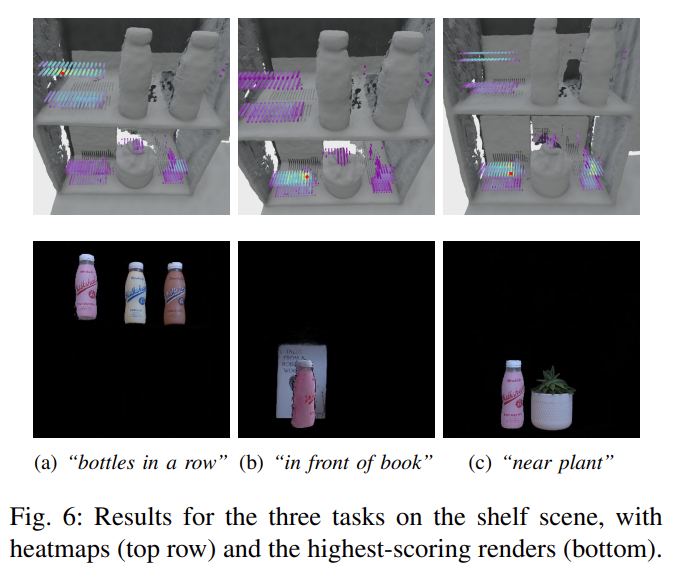 (a) “bottles in a row” (b) “in front of book” (c) “near plant”
Fig. 6: Results for the three tasks on the shelf scene, with
heatmaps (top row) and the highest-scoring renders (bottom).